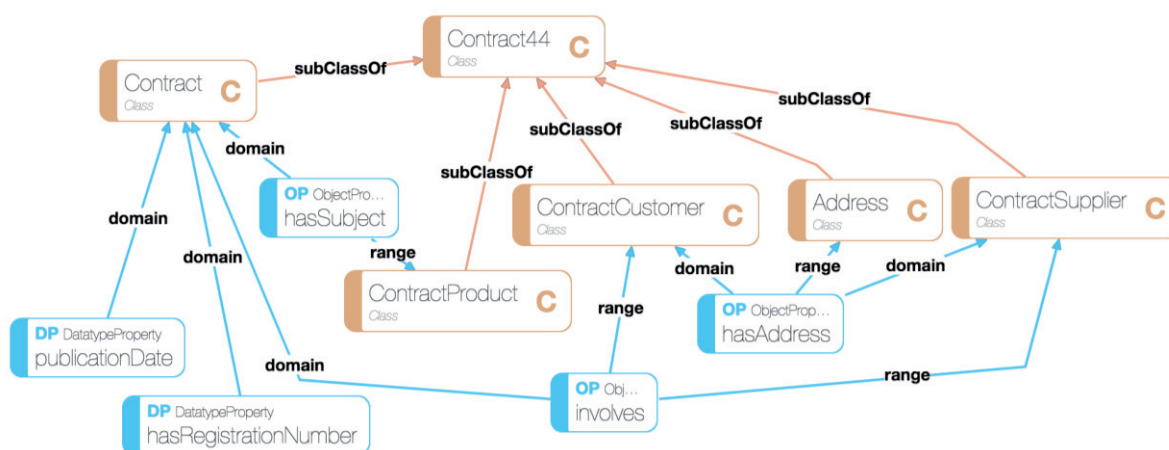 Contract44
Class
C
subClassOf
Contract
Class
C
subClassOf
subClassOf
subClassOf
subClassOf
domain
OP ObjectPro...
hasSubject
ContractCustomer
Class
C
Address
Class
C
ContractSupplier
Class
C
domain
domain
range
domain
range
domain
ContractProduct
Class
C
range
OP ObjectProp...
hasAddress
DP DatatypeProperty
publicationDate
domain
range
OP Obj...
involves
DP DatatypeProperty
hasRegistrationNumber